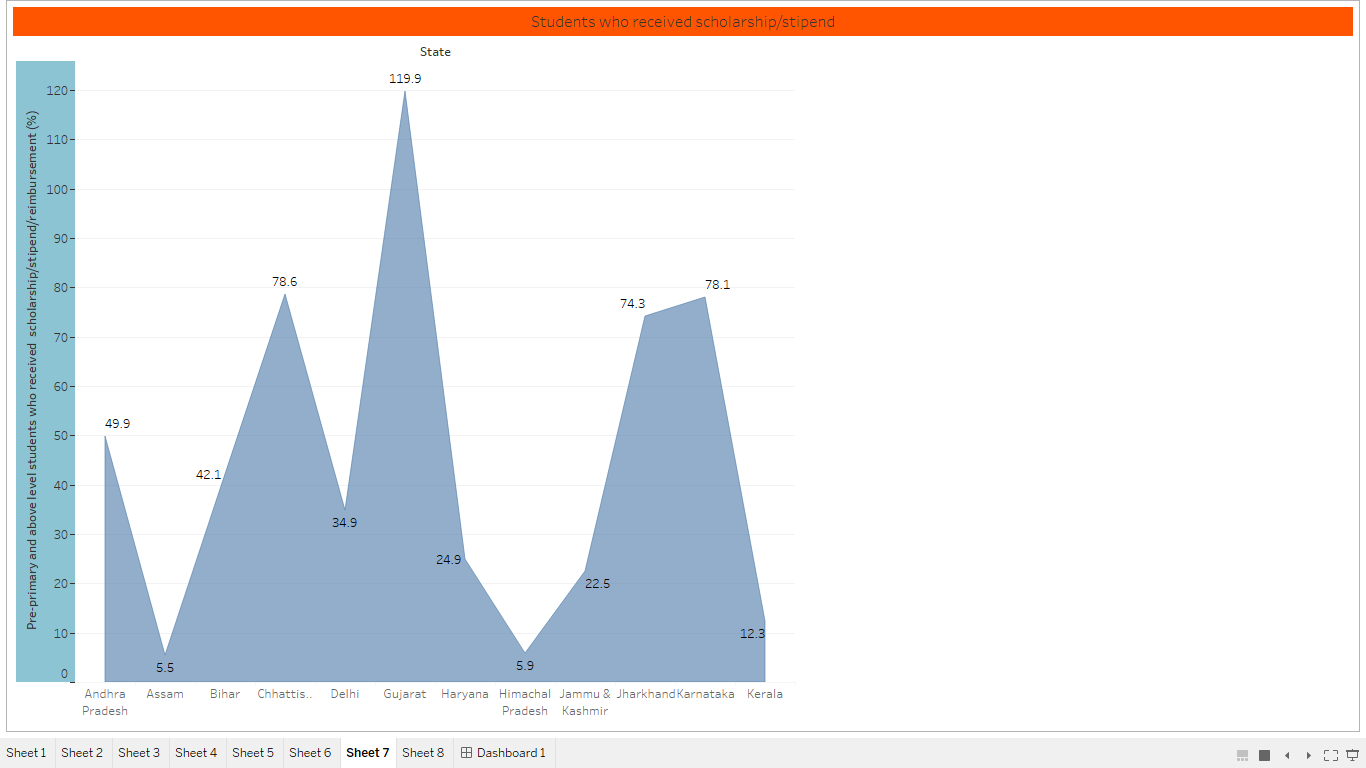 Students who received scholarship/stipend
State
Pre-primary and above level students who received scholarship/stipend/reimbursement (%)
120
110
100
90
80
70
60
50
40
30
20
10
0
119.9
78.6
78.1
74.3
49.9
42.1
34.9
24.9
22.5
12.3
5.5
5.9
Andhra Pradesh
Assam
Bihar
Chhattis..
Delhi
Gujarat
Haryana
Himachal Pradesh
Jammu & Kashmir
Jharkhand
Karnataka
Kerala
Sheet 1 Sheet 2 Sheet 3 Sheet 4 Sheet 5 Sheet 6 Sheet 7 Sheet 8 Dashboard 1